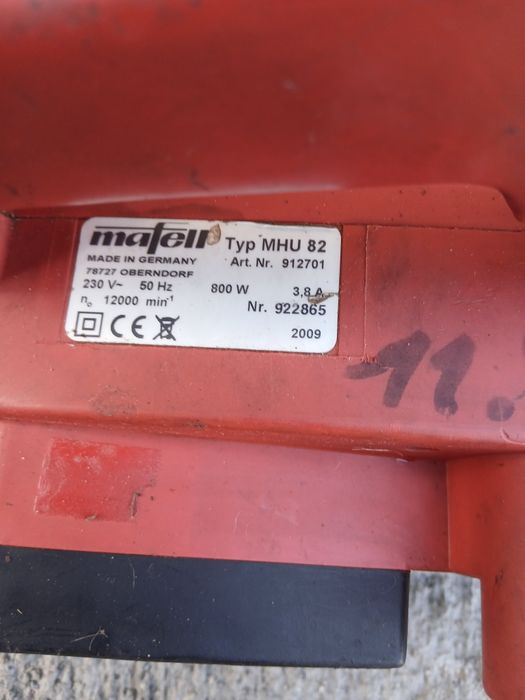 mafell Typ MHU 82
MADE IN GERMANY Art. Nr. 912701
78727 OBERNDORF
230 V~ 50 Hz 800 W 3,8 A
n₀ 12000 min⁻¹ Nr. 922865
CE 2009
11.